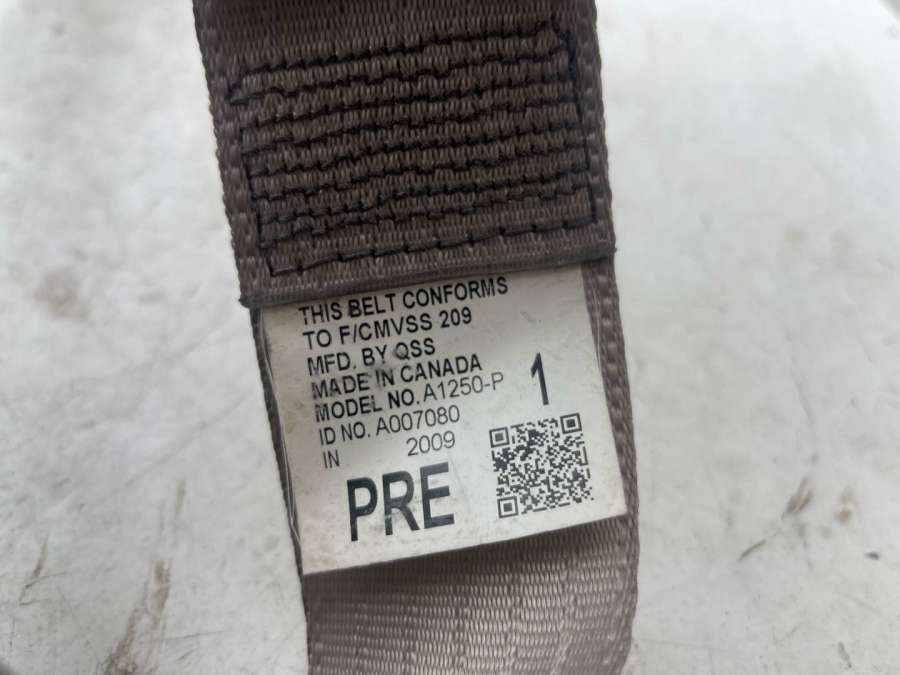 THIS BELT CONFORMS
TO F/CMVSS 209
MFD. BY QSS
MADE IN CANADA
MODEL NO. A1250-P
1
ID NO. A007080
IN 2009
PRE